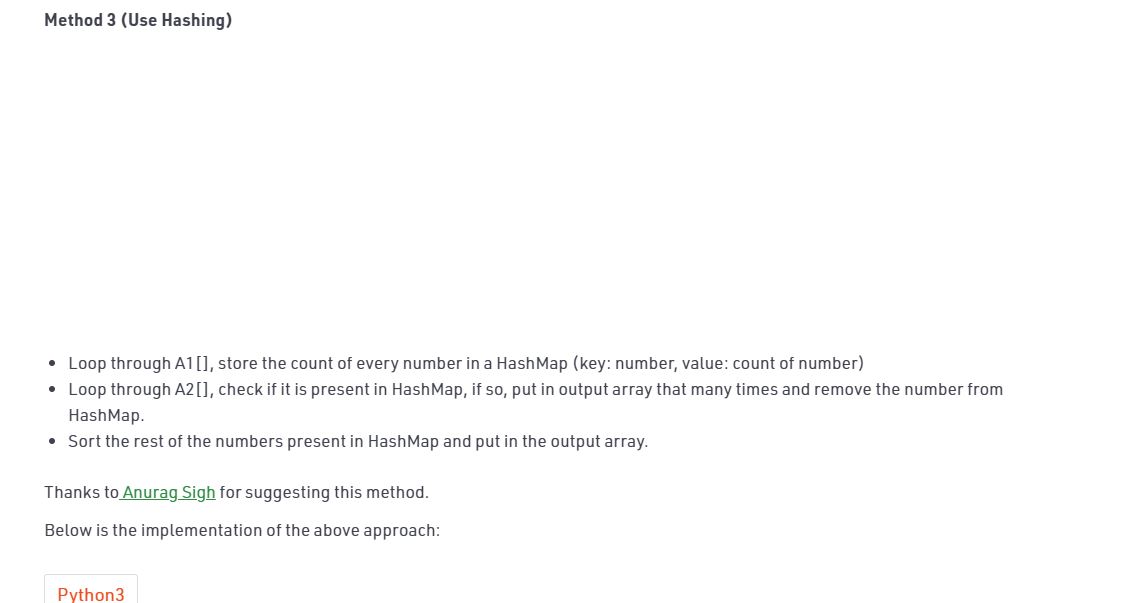 Method 3 (Use Hashing)
• Loop through A1[], store the count of every number in a HashMap (key: number, value: count of number)
• Loop through A2[], check if it is present in HashMap, if so, put in output array that many times and remove the number from
HashMap.
• Sort the rest of the numbers present in HashMap and put in the output array.
Thanks to Anurag Sigh for suggesting this method.
Below is the implementation of the above approach:
Python3